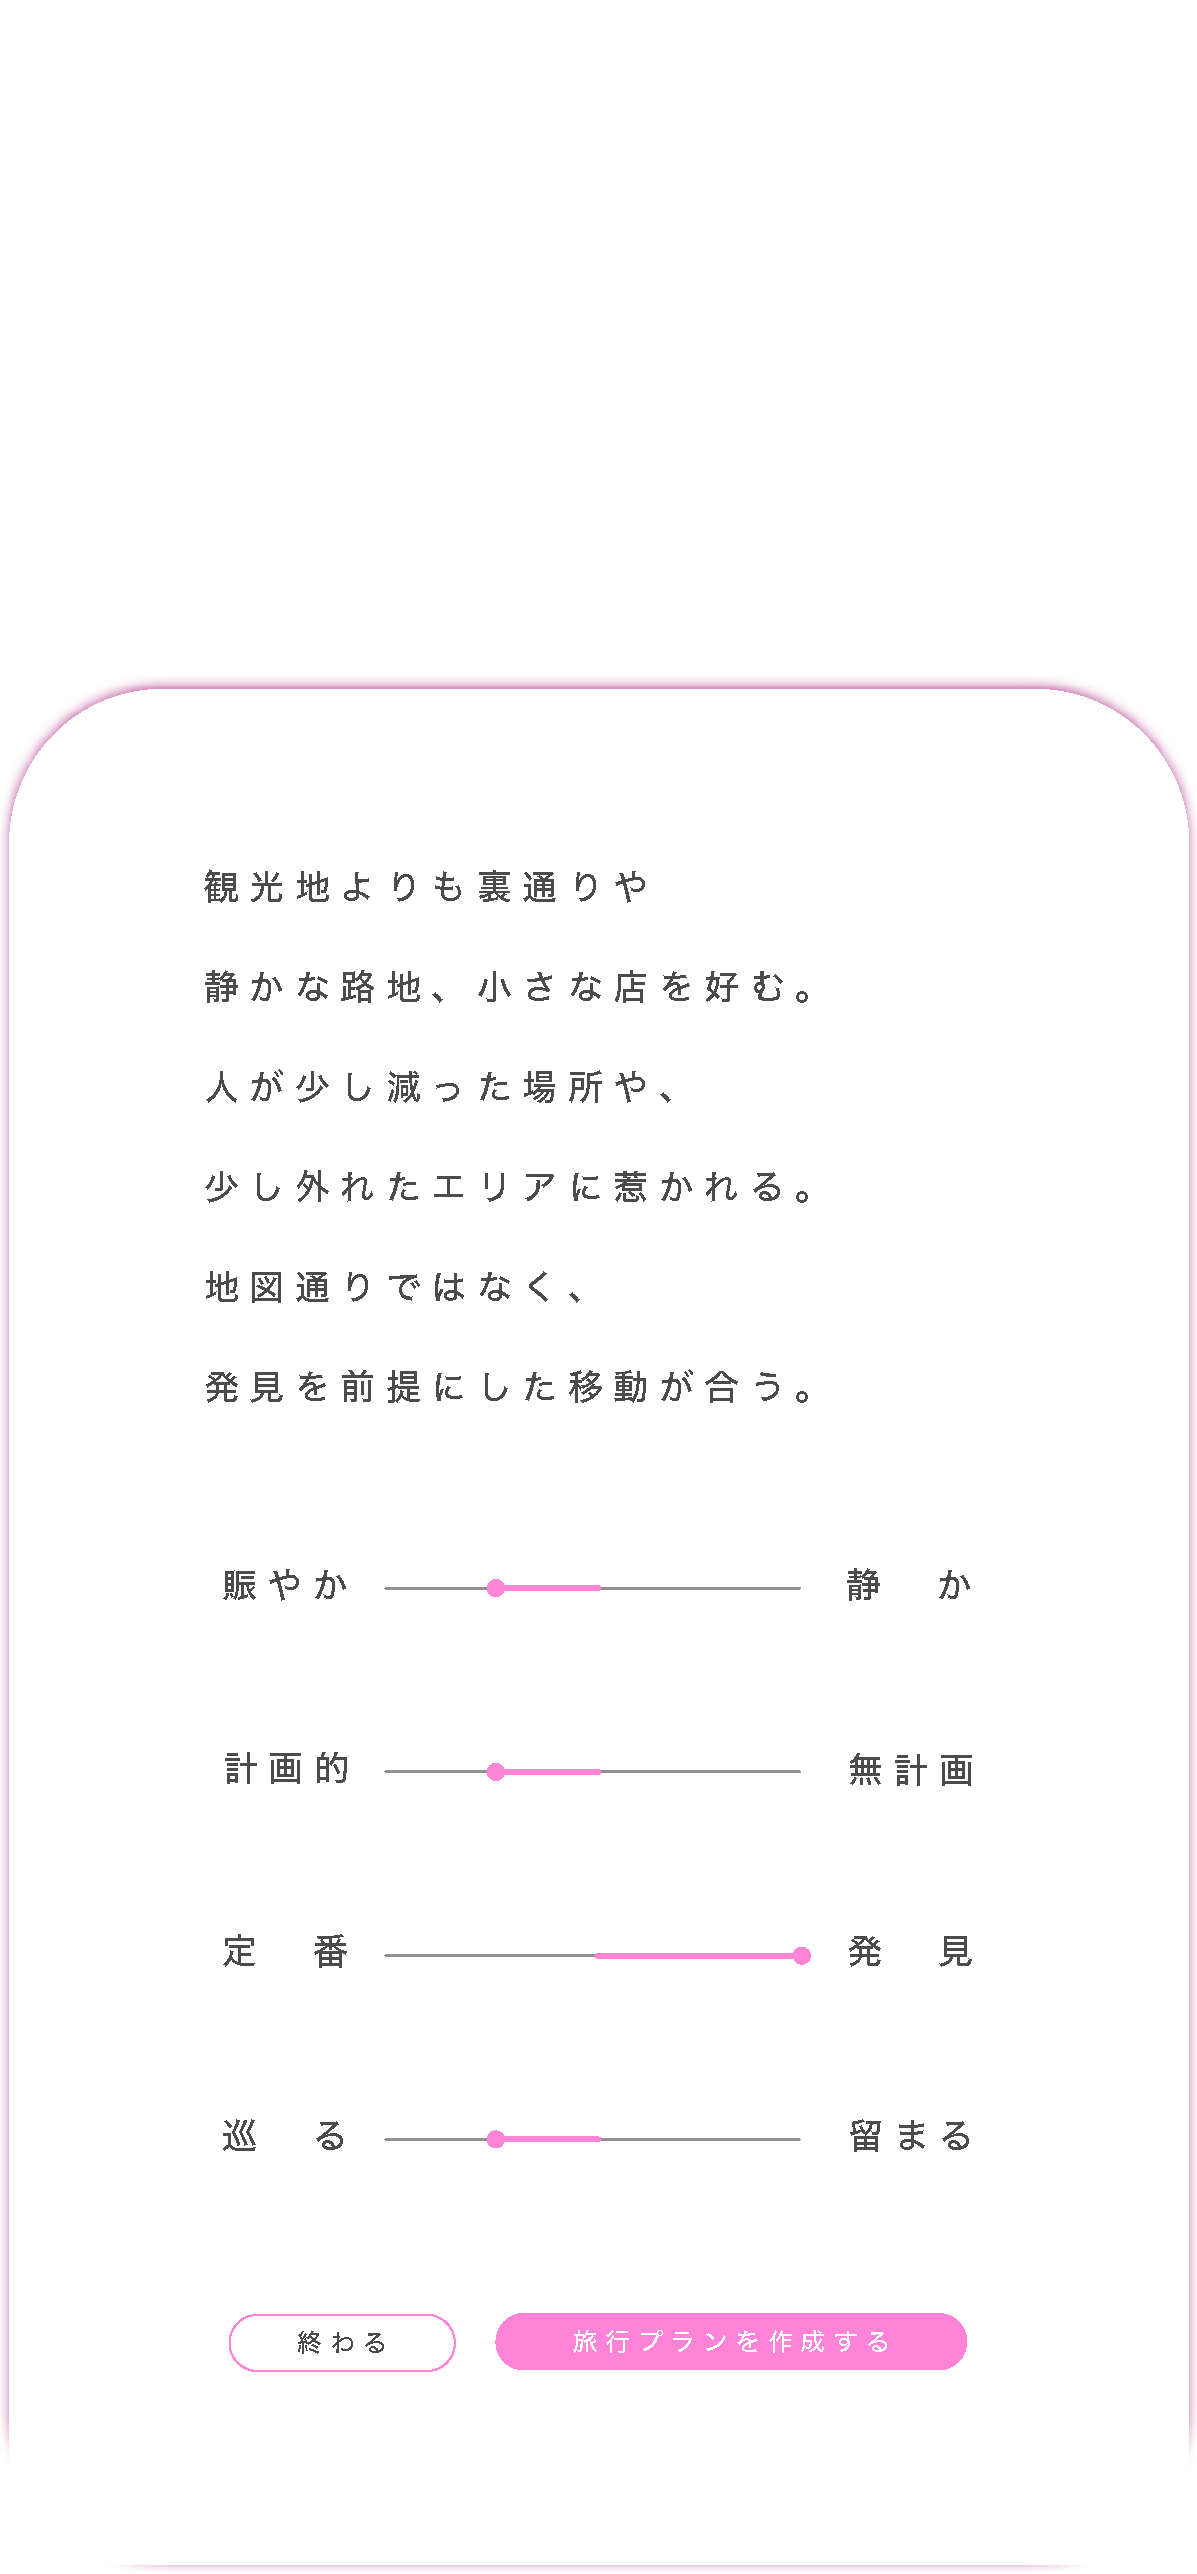 観光地よりも裏通りや
静かな路地、小さな店を好む。
人が少し減った場所や、
少し外れたエリアに惹かれる。
地図通りではなく、
発見を前提にした移動が合う。
賑やか 静か
計画的 無計画
定番 発見
巡る 留まる
終わる 旅行プランを作成する